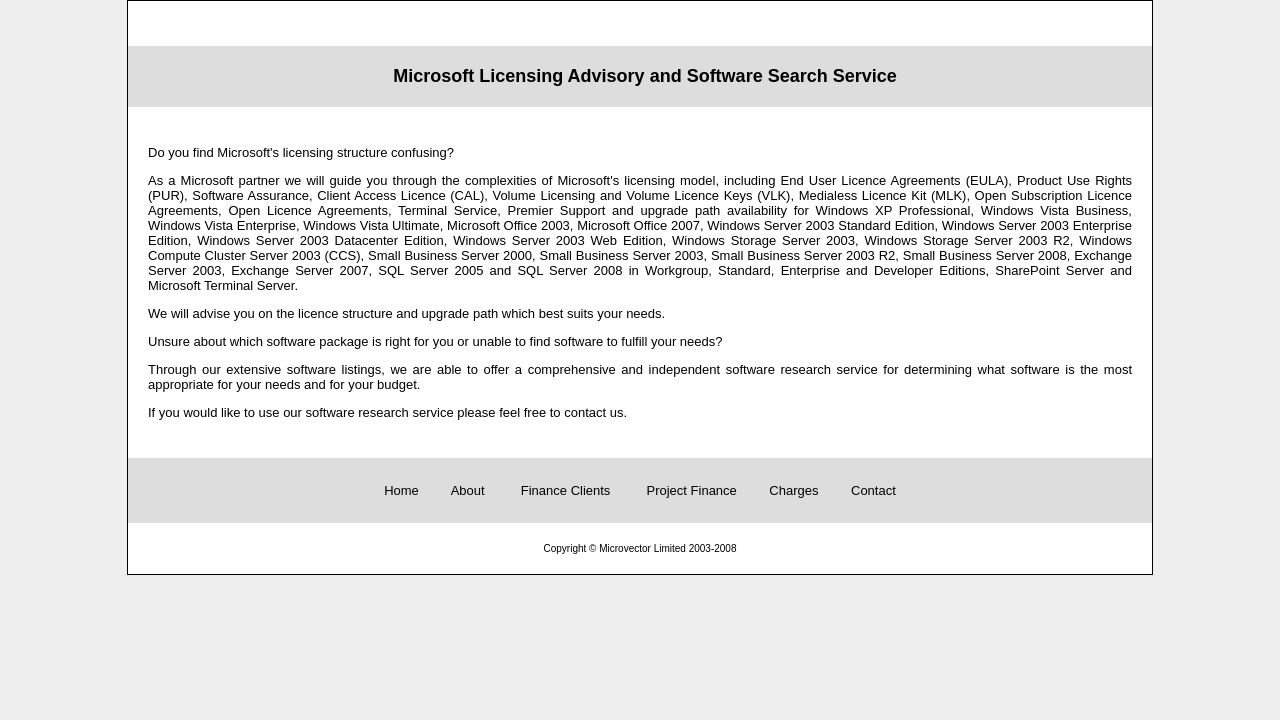 Microsoft Licensing Advisory and Software Search Service
Do you find Microsoft's licensing structure confusing?
As a Microsoft partner we will guide you through the complexities of Microsoft's licensing model, including End User Licence Agreements (EULA), Product Use Rights
(PUR), Software Assurance, Client Access Licence (CAL), Volume Licensing and Volume Licence Keys (VLK), Medialess Licence Kit (MLK), Open Subscription Licence
Agreements, Open Licence Agreements, Terminal Service, Premier Support and upgrade path availability for Windows XP Professional, Windows Vista Business,
Windows Vista Enterprise, Windows Vista Ultimate, Microsoft Office 2003, Microsoft Office 2007, Windows Server 2003 Standard Edition, Windows Server 2003 Enterprise
Edition, Windows Server 2003 Datacenter Edition, Windows Server 2003 Web Edition, Windows Storage Server 2003, Windows Storage Server 2003 R2, Windows
Compute Cluster Server 2003 (CCS), Small Business Server 2000, Small Business Server 2003, Small Business Server 2003 R2, Small Business Server 2008, Exchange
Server 2003, Exchange Server 2007, SQL Server 2005 and SQL Server 2008 in Workgroup, Standard, Enterprise and Developer Editions, SharePoint Server and
Microsoft Terminal Server.
We will advise you on the licence structure and upgrade path which best suits your needs.
Unsure about which software package is right for you or unable to find software to fulfill your needs?
Through our extensive software listings, we are able to offer a comprehensive and independent software research service for determining what software is the most
appropriate for your needs and for your budget.
If you would like to use our software research service please feel free to contact us.
Home About Finance Clients Project Finance Charges Contact
Copyright © Microvector Limited 2003-2008